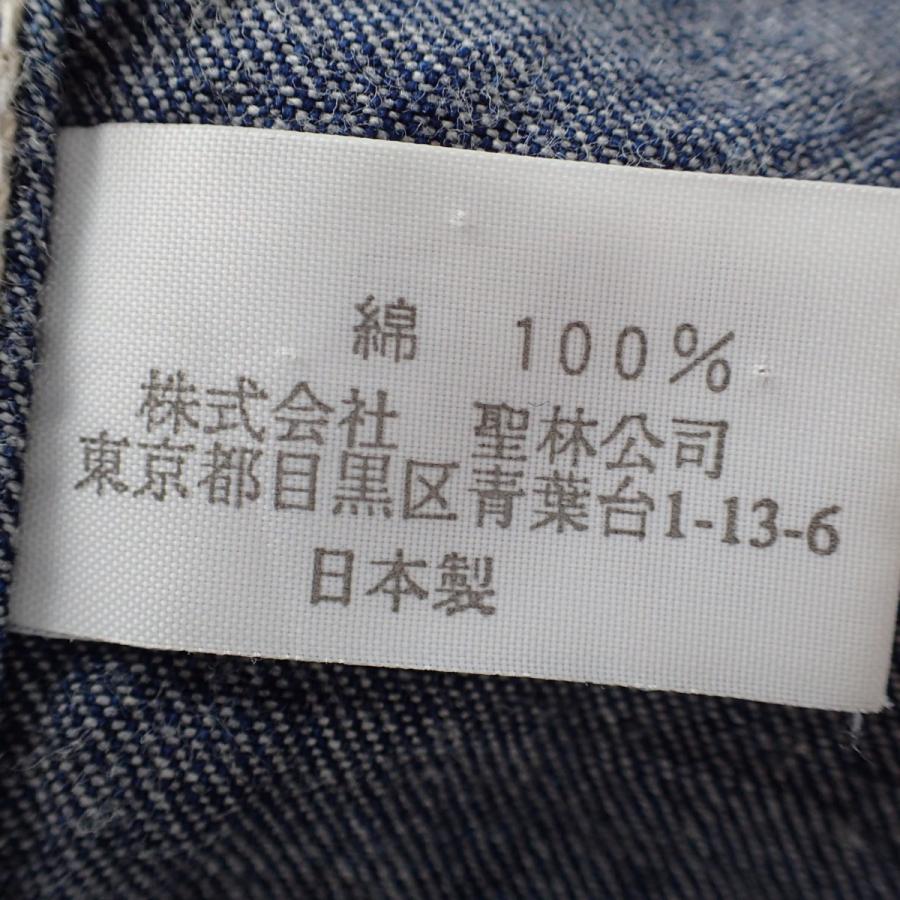 綿 100%
株式会社 聖林公司
東京都目黒区青葉台1-13-6
日本製